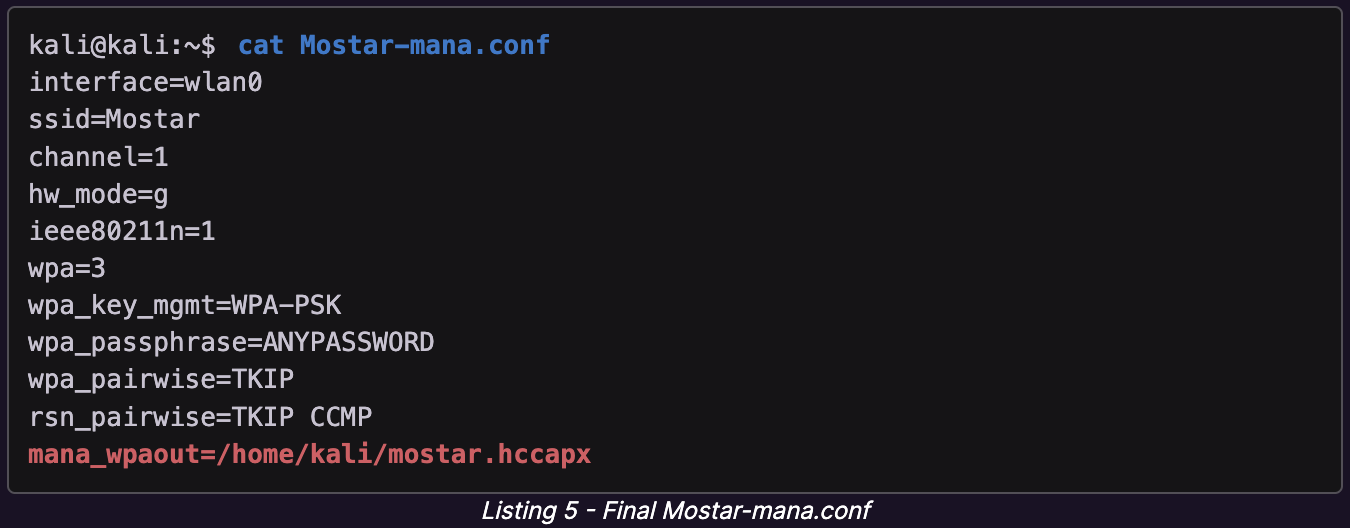 kali@kali:~$ cat Mostar-mana.conf
interface=wlan0
ssid=Mostar
channel=1
hw_mode=g
ieee80211n=1
wpa=3
wpa_key_mgmt=WPA-PSK
wpa_passphrase=ANYPASSWORD
wpa_pairwise=TKIP
rsn_pairwise=TKIP CCMP
mana_wpaout=/home/kali/mostar.hccapx
Listing 5 - Final Mostar-mana.conf